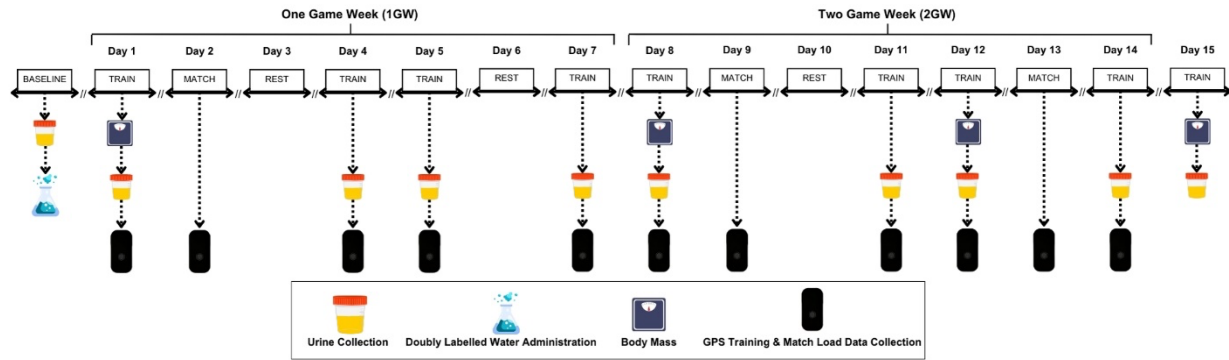 One Game Week (1GW) Two Game Week (2GW)
Day 1 Day 2 Day 3 Day 4 Day 5 Day 6 Day 7 Day 8 Day 9 Day 10 Day 11 Day 12 Day 13 Day 14 Day 15
BASELINE TRAIN MATCH REST TRAIN TRAIN REST TRAIN TRAIN MATCH REST TRAIN TRAIN MATCH TRAIN TRAIN
// // // // // // // // // // // // // // //
Urine Collection Doubly Labelled Water Administration Body Mass GPS Training & Match Load Data Collection